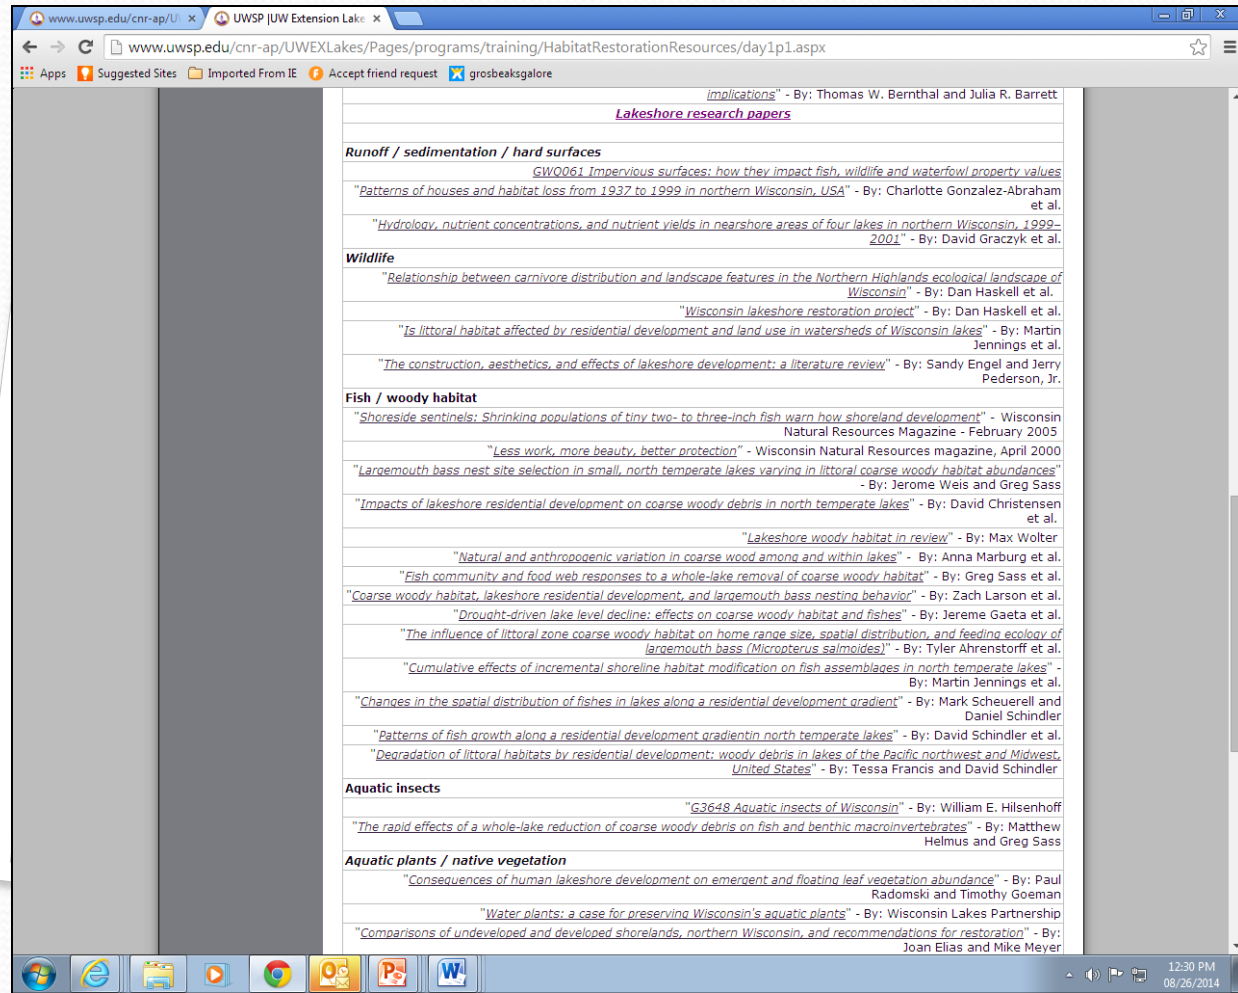 www.uwsp.edu/cnr-ap/U
UWSP |UW Extension Lake
www.uwsp.edu/cnr-ap/UWEXLakes/Pages/programs/training/HabitatRestorationResources/day1p1.aspx
Apps Suggested Sites Imported From IE Accept friend request grosbeaksgalore
implications" - By: Thomas W. Bernthal and Julia R. Barrett
Lakeshore research papers
Runoff / sedimentation / hard surfaces
GWQ061 Impervious surfaces: how they impact fish, wildlife and waterfowl property values
"Patterns of houses and habitat loss from 1937 to 1999 in northern Wisconsin, USA" - By: Charlotte Gonzalez-Abraham
et al.
"Hydrology, nutrient concentrations, and nutrient yields in nearshore areas of four lakes in northern Wisconsin, 1999–
2001" - By: David Graczyk et al.
Wildlife
"Relationship between carnivore distribution and landscape features in the Northern Highlands ecological landscape of
Wisconsin" - By: Dan Haskell et al.
"Wisconsin lakeshore restoration project" - By: Dan Haskell et al.
"Is littoral habitat affected by residential development and land use in watersheds of Wisconsin lakes" - By: Martin
Jennings et al.
"The construction, aesthetics, and effects of lakeshore development: a literature review" - By: Sandy Engel and Jerry
Pederson, Jr.
Fish / woody habitat
"Shoreside sentinels: Shrinking populations of tiny two- to three-inch fish warn how shoreland development" - Wisconsin
Natural Resources Magazine - February 2005
"Less work, more beauty, better protection" - Wisconsin Natural Resources magazine, April 2000
"Largemouth bass nest site selection in small, north temperate lakes varying in littoral coarse woody habitat abundances"
- By: Jerome Weis and Greg Sass
"Impacts of lakeshore residential development on coarse woody debris in north temperate lakes" - By: David Christensen
et al.
"Lakeshore woody habitat in review" - By: Max Wolter
"Natural and anthropogenic variation in coarse wood among and within lakes" - By: Anna Marburg et al.
"Fish community and food web responses to a whole-lake removal of coarse woody habitat" - By: Greg Sass et al.
"Coarse woody habitat, lakeshore residential development, and largemouth bass nesting behavior" - By: Zach Larson et al.
"Drought-driven lake level decline: effects on coarse woody habitat and fishes" - By: Jereme Gaeta et al.
"The influence of littoral zone coarse woody habitat on home range size, spatial distribution, and feeding ecology of
largemouth bass (Micropterus salmoides)" - By: Tyler Ahrenstorff et al.
"Cumulative effects of incremental shoreline habitat modification on fish assemblages in north temperate lakes" -
By: Martin Jennings et al.
"Changes in the spatial distribution of fishes in lakes along a residential development gradient" - By: Mark Scheuerell and
Daniel Schindler
"Patterns of fish growth along a residential development gradientin north temperate lakes" - By: David Schindler et al.
"Degradation of littoral habitats by residential development: woody debris in lakes of the Pacific northwest and Midwest,
United States" - By: Tessa Francis and David Schindler
Aquatic insects
"G3648 Aquatic insects of Wisconsin" - By: William E. Hilsenhoff
"The rapid effects of a whole-lake reduction of coarse woody debris on fish and benthic macroinvertebrates" - By: Matthew
Helmus and Greg Sass
Aquatic plants / native vegetation
"Consequences of human lakeshore development on emergent and floating leaf vegetation abundance" - By: Paul
Radomski and Timothy Goeman
"Water plants: a case for preserving Wisconsin's aquatic plants" - By: Wisconsin Lakes Partnership
"Comparisons of undeveloped and developed shorelands, northern Wisconsin, and recommendations for restoration" - By:
Joan Elias and Mike Meyer
12:30 PM
08/26/2014